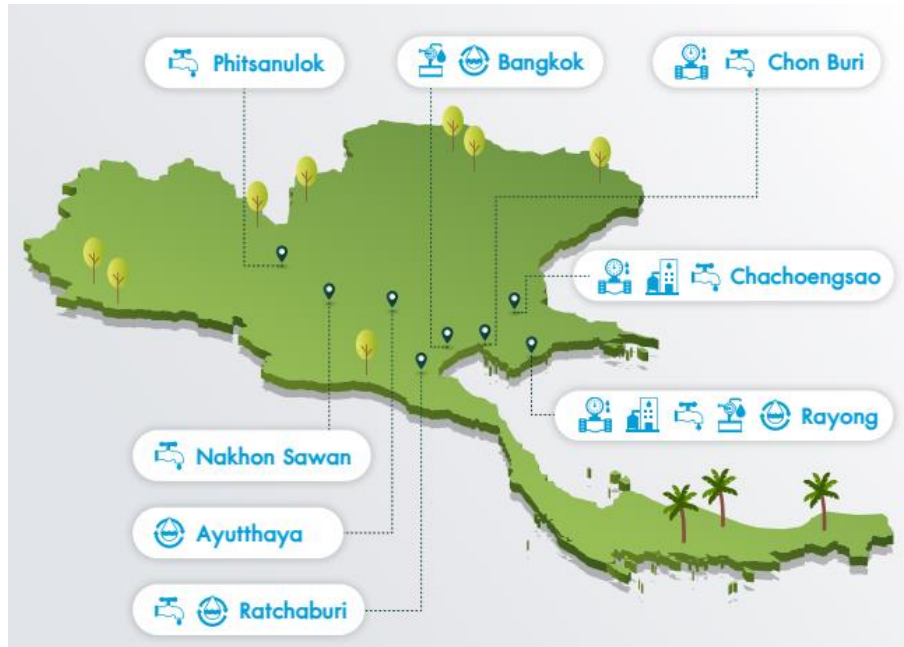 Phitsanulok
Bangkok
Chon Buri
Chachoengsao
Rayong
Nakhon Sawan
Ayutthaya
Ratchaburi